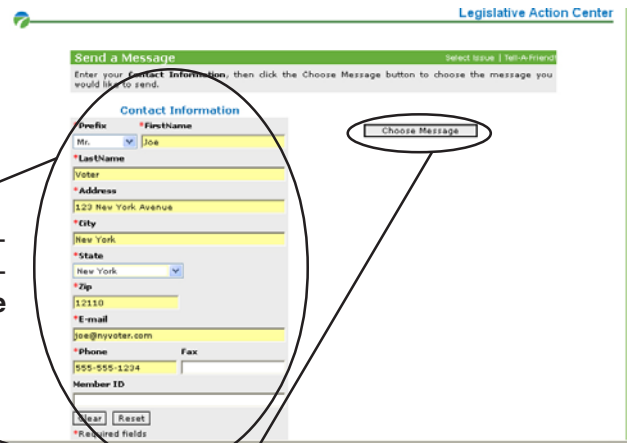 Legislative Action Center
Send a Message Select Issue | Tell-A-Friend!
Enter your Contact Information, then click the Choose Message button to choose the message you
would like to send.
Contact Information
*Prefix *FirstName
Mr. Joe
Choose Message
*LastName
Voter
*Address
123 New York Avenue
*City
New York
*State
New York
*Zip
12110
e
*E-mail
joe@nyvoter.com
*Phone Fax
555-555-1234
Member ID
Clear Reset
*Required fields